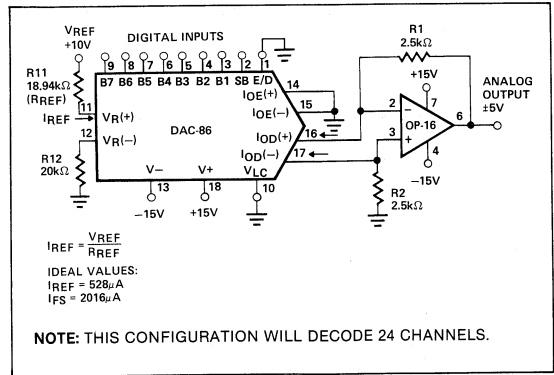 DIGITAL INPUTS
VREF
+10V
R11
18.94kΩ
(RREF)
IREF
9 8 7 6 5 4 3 2 1
B7 B6 B5 B4 B3 B2 B1 SB E/D
11
VR(+)
12
VR(−)
R12
20kΩ
DAC-86
IOE(+)
14
IOE(−)
15
IOD(+)
16
IOD(−)
17
V− V+ VLC
13 18 10
−15V +15V
R1
2.5kΩ
+15V
7
2
−
OP-16
6
3
+
4
−15V
R2
2.5kΩ
ANALOG
OUTPUT
±5V
IREF = VREF
RREF
IDEAL VALUES:
IREF = 528μA
IFS = 2016μA
NOTE: THIS CONFIGURATION WILL DECODE 24 CHANNELS.